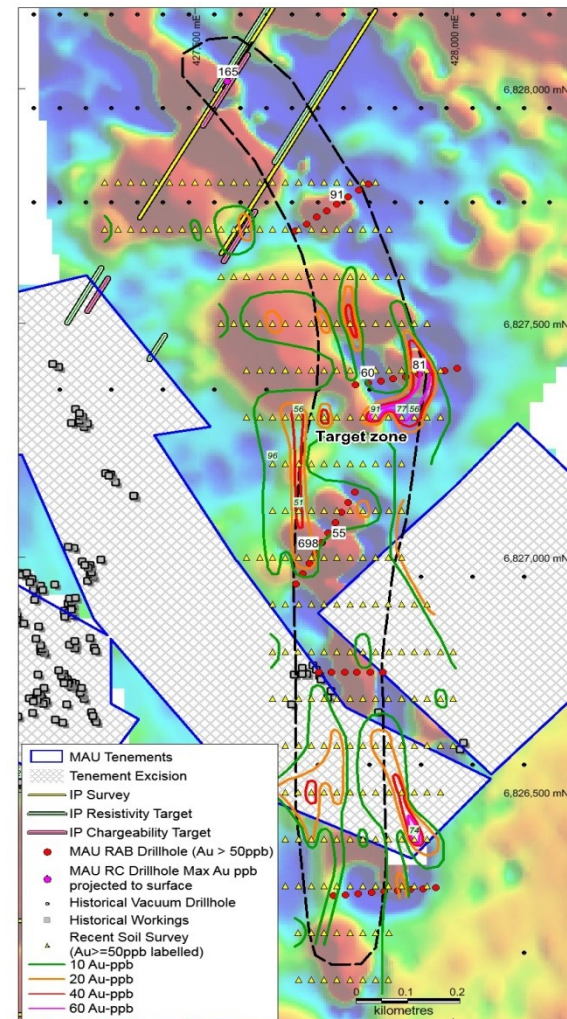 427,500 mE
428,000 mE
165
6,828,000 mN
91
6,827,500 mN
60
81
56
91
77
56
Target zone
96
51
698
55
6,827,000 mN
6,826,500 mN
74
MAU Tenements
Tenement Excision
IP Survey
IP Resistivity Target
IP Chargeability Target
MAU RAB Drillhole (Au > 50ppb)
MAU RC Drillhole Max Au ppb
projected to surface
Historical Vacuum Drillhole
Historical Workings
Recent Soil Survey
(Au>=50ppb labelled)
10 Au-ppb
20 Au-ppb
40 Au-ppb
60 Au-ppb
0
0.1
0.2
kilometres